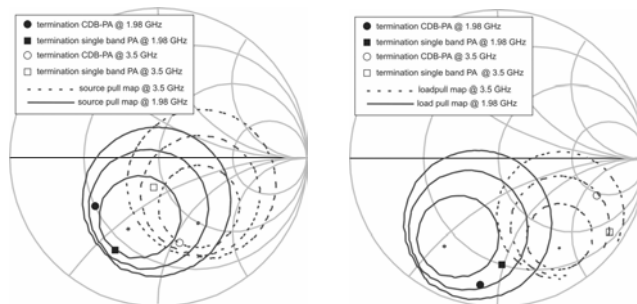 termination CDB-PA @ 1.98 GHz
termination single band PA @ 1.98 GHz
termination CDB-PA @ 3.5 GHz
termination single band PA @ 3.5 GHz
source pull map @ 3.5 GHz
source pull map @ 1.98 GHz
termination CDB-PA @ 1.98 GHz
termination single band PA @ 1.98 GHz
termination CDB-PA @ 3.5 GHz
termination single band PA @ 3.5 GHz
loadpull map @ 3.5 GHz
load pull map @ 1.98 GHz